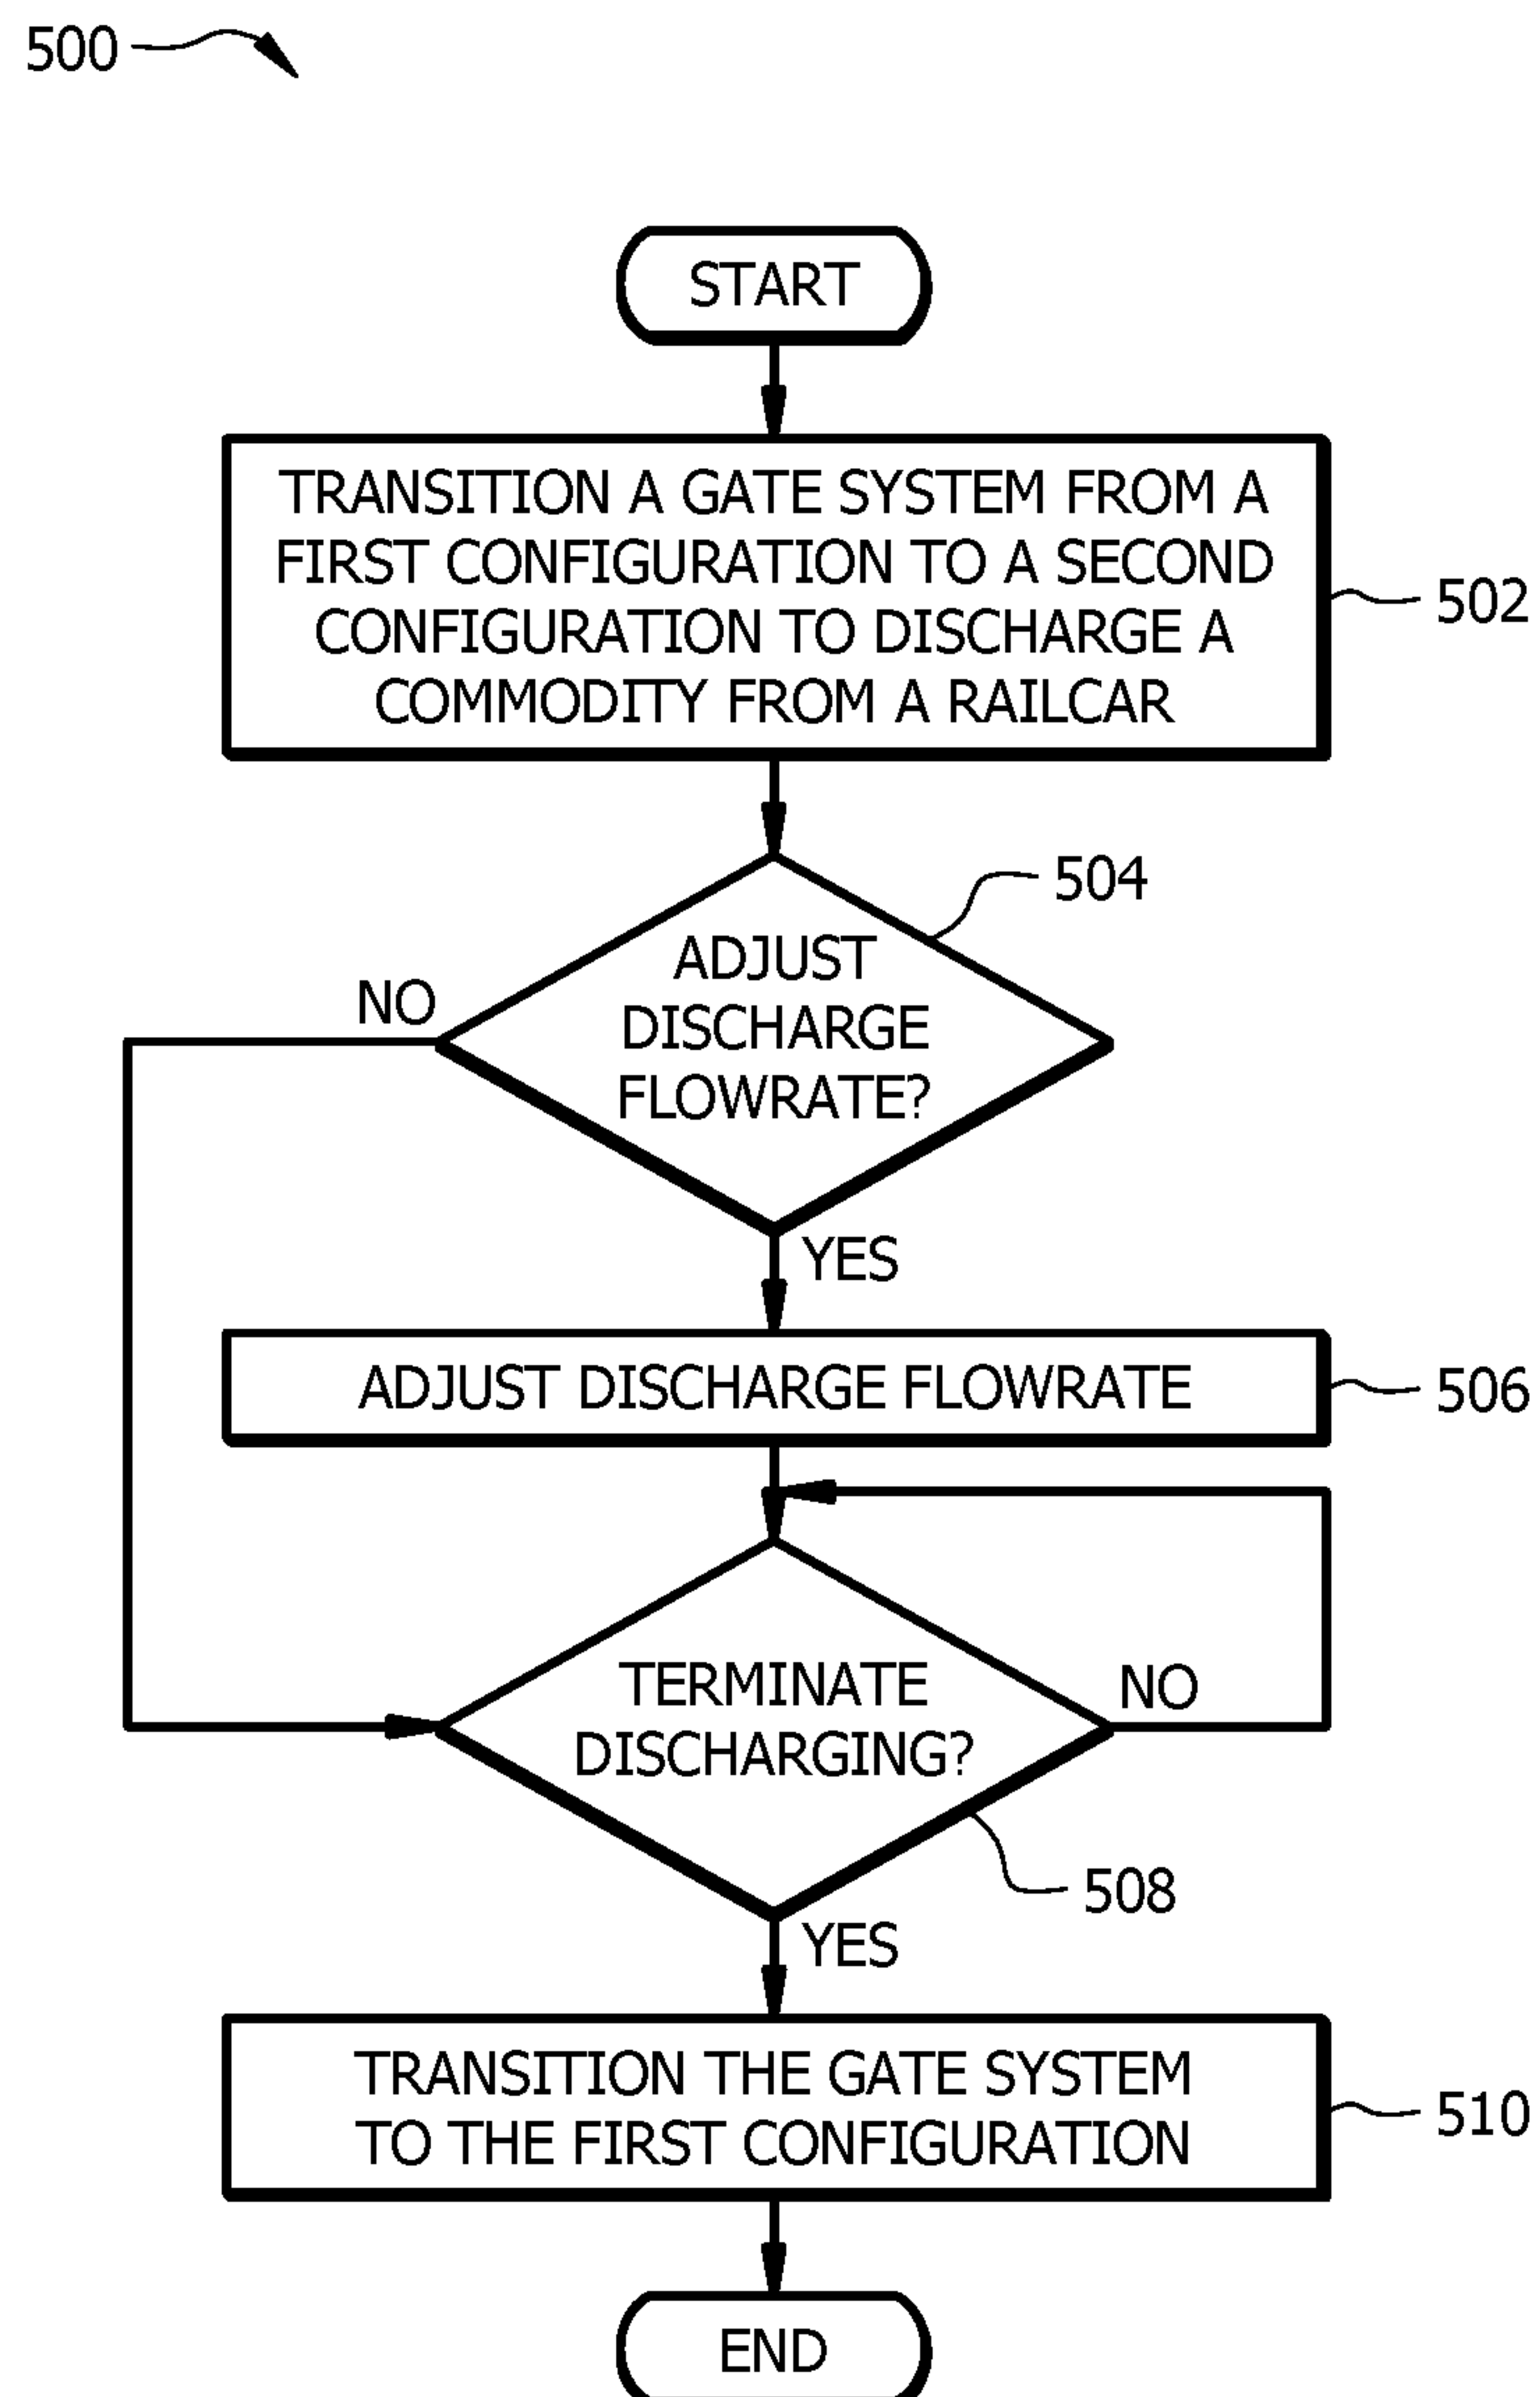 500
START
TRANSITION A GATE SYSTEM FROM A
FIRST CONFIGURATION TO A SECOND
CONFIGURATION TO DISCHARGE A
COMMODITY FROM A RAILCAR
502
504
ADJUST
DISCHARGE
FLOWRATE?
NO
YES
ADJUST DISCHARGE FLOWRATE
506
TERMINATE
DISCHARGING?
NO
508
YES
TRANSITION THE GATE SYSTEM
TO THE FIRST CONFIGURATION
510
END